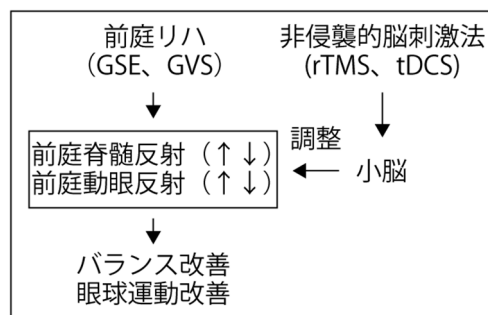 前庭リハ
（GSE、GVS）
非侵襲的脳刺激法
(rTMS、tDCS)
前庭脊髄反射（↑↓）
前庭動眼反射（↑↓）
調整
小脳
バランス改善
眼球運動改善